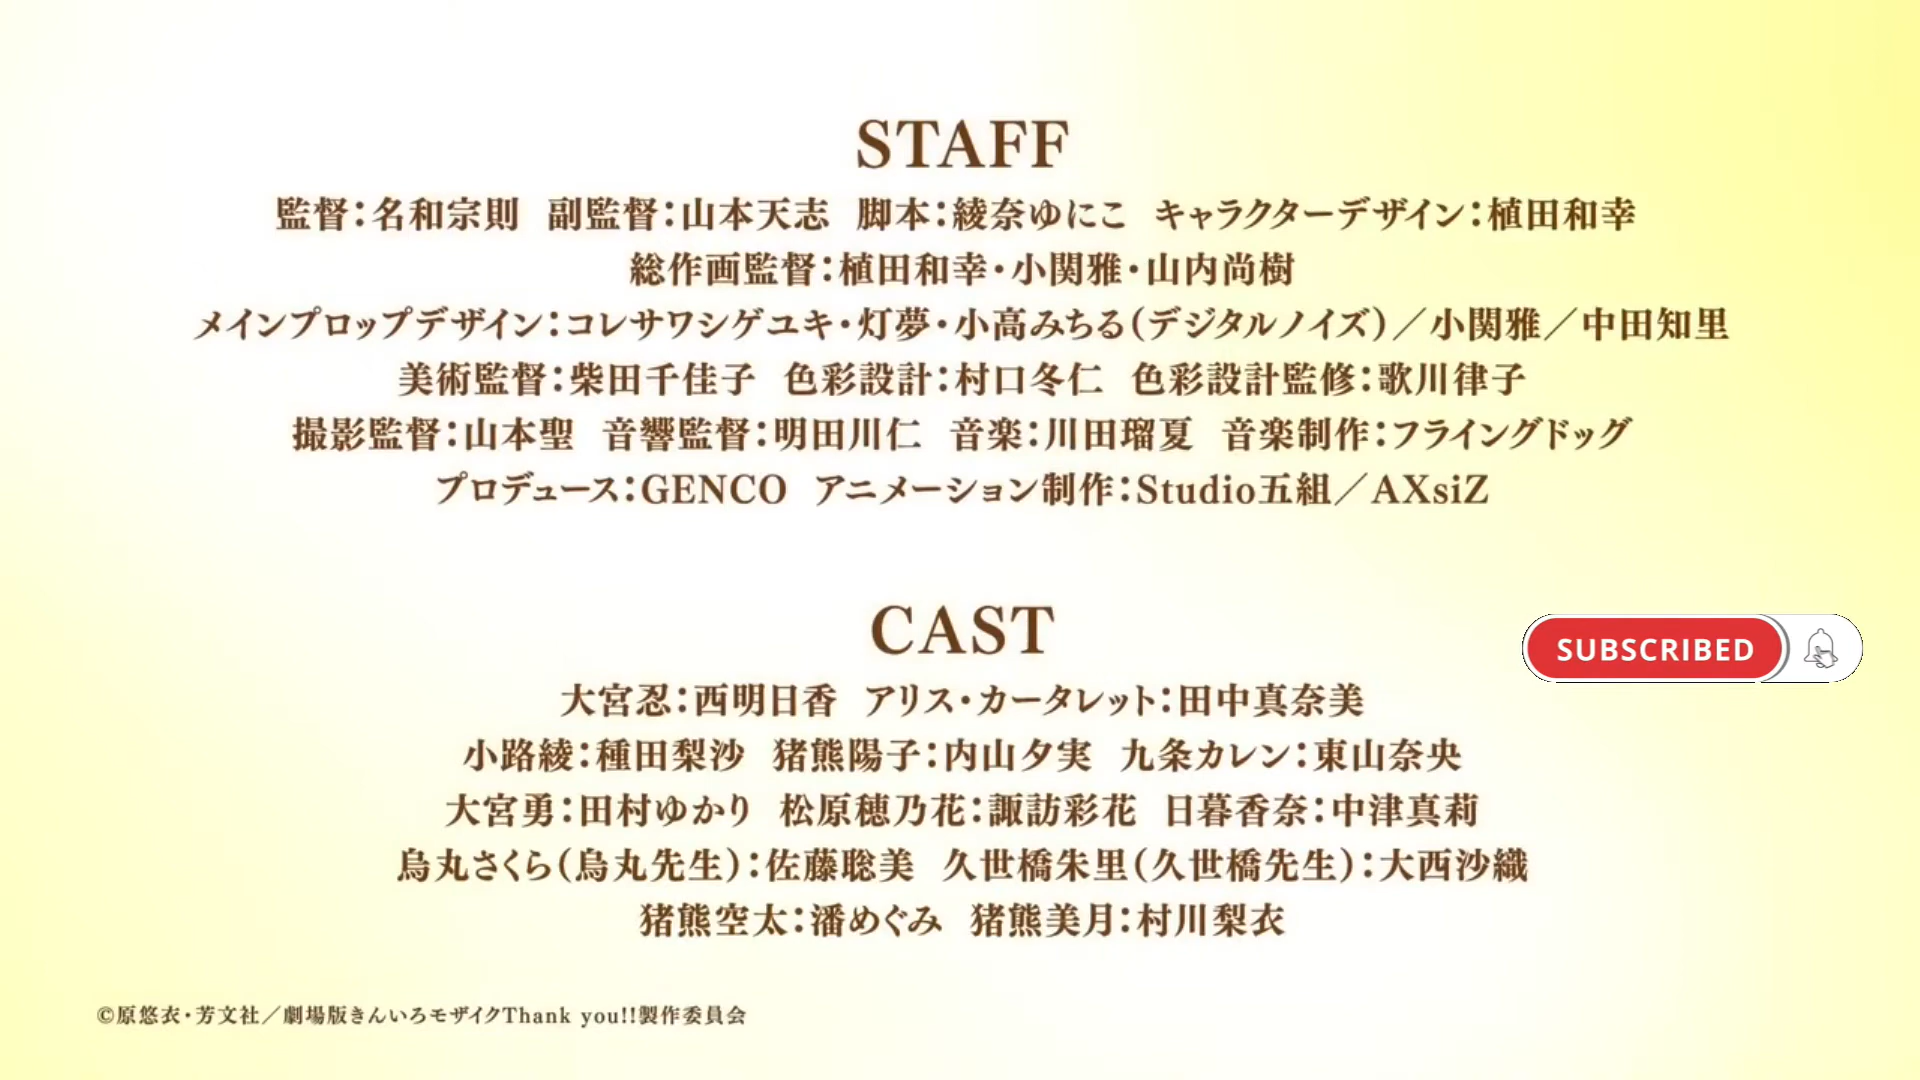 STAFF
監督：名和宗則　副監督：山本天志　脚本：綾奈ゆにこ　キャラクターデザイン：植田和幸
総作画監督：植田和幸・小関雅・山内尚樹
メインプロップデザイン：コレサワシゲユキ・灯夢・小高みちる（デジタルノイズ）／小関雅／中田知里
美術監督：柴田千佳子　色彩設計：村口冬仁　色彩設計監修：歌川律子
撮影監督：山本聖　音響監督：明田川仁　音楽：川田瑠夏　音楽制作：フライングドッグ
プロデュース：GENCO　アニメーション制作：Studio五組／AXsiZ
CAST
大宮忍：西明日香　アリス・カータレット：田中真奈美
小路綾：種田梨沙　猪熊陽子：内山夕実　九条カレン：東山奈央
大宮勇：田村ゆかり　松原穂乃花：諏訪彩花　日暮香奈：中津真莉
烏丸さくら（烏丸先生）：佐藤聡美　久世橋朱里（久世橋先生）：大西沙織
猪熊空太：潘めぐみ　猪熊美月：村川梨衣
SUBSCRIBED
©原悠衣・芳文社／劇場版きんいろモザイクThank you!!製作委員会